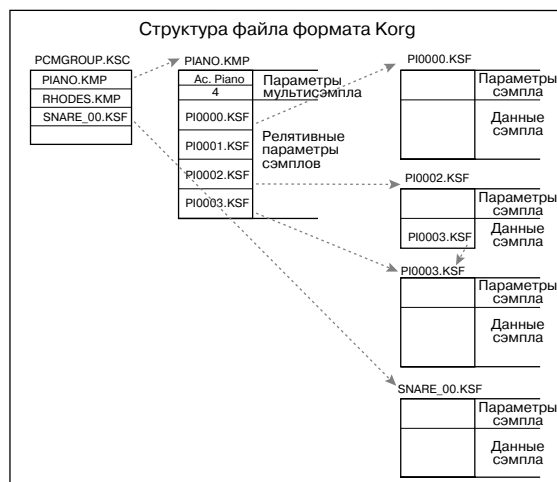 Структура файла формата Korg
PCMGROUP.KSC
PIANO.KMP
RHODES.KMP
SNARE_00.KSF
PIANO.KMP
Ac. Piano
4
Параметры
мультисэмпла
PI0000.KSF
PI0001.KSF
PI0002.KSF
PI0003.KSF
Релятивные
параметры
сэмплов
PI0000.KSF
Параметры
сэмпла
Данные
сэмпла
PI0002.KSF
Параметры
сэмпла
PI0003.KSF
Данные
сэмпла
PI0003.KSF
Параметры
сэмпла
Данные
сэмпла
SNARE_00.KSF
Параметры
сэмпла
Данные
сэмпла